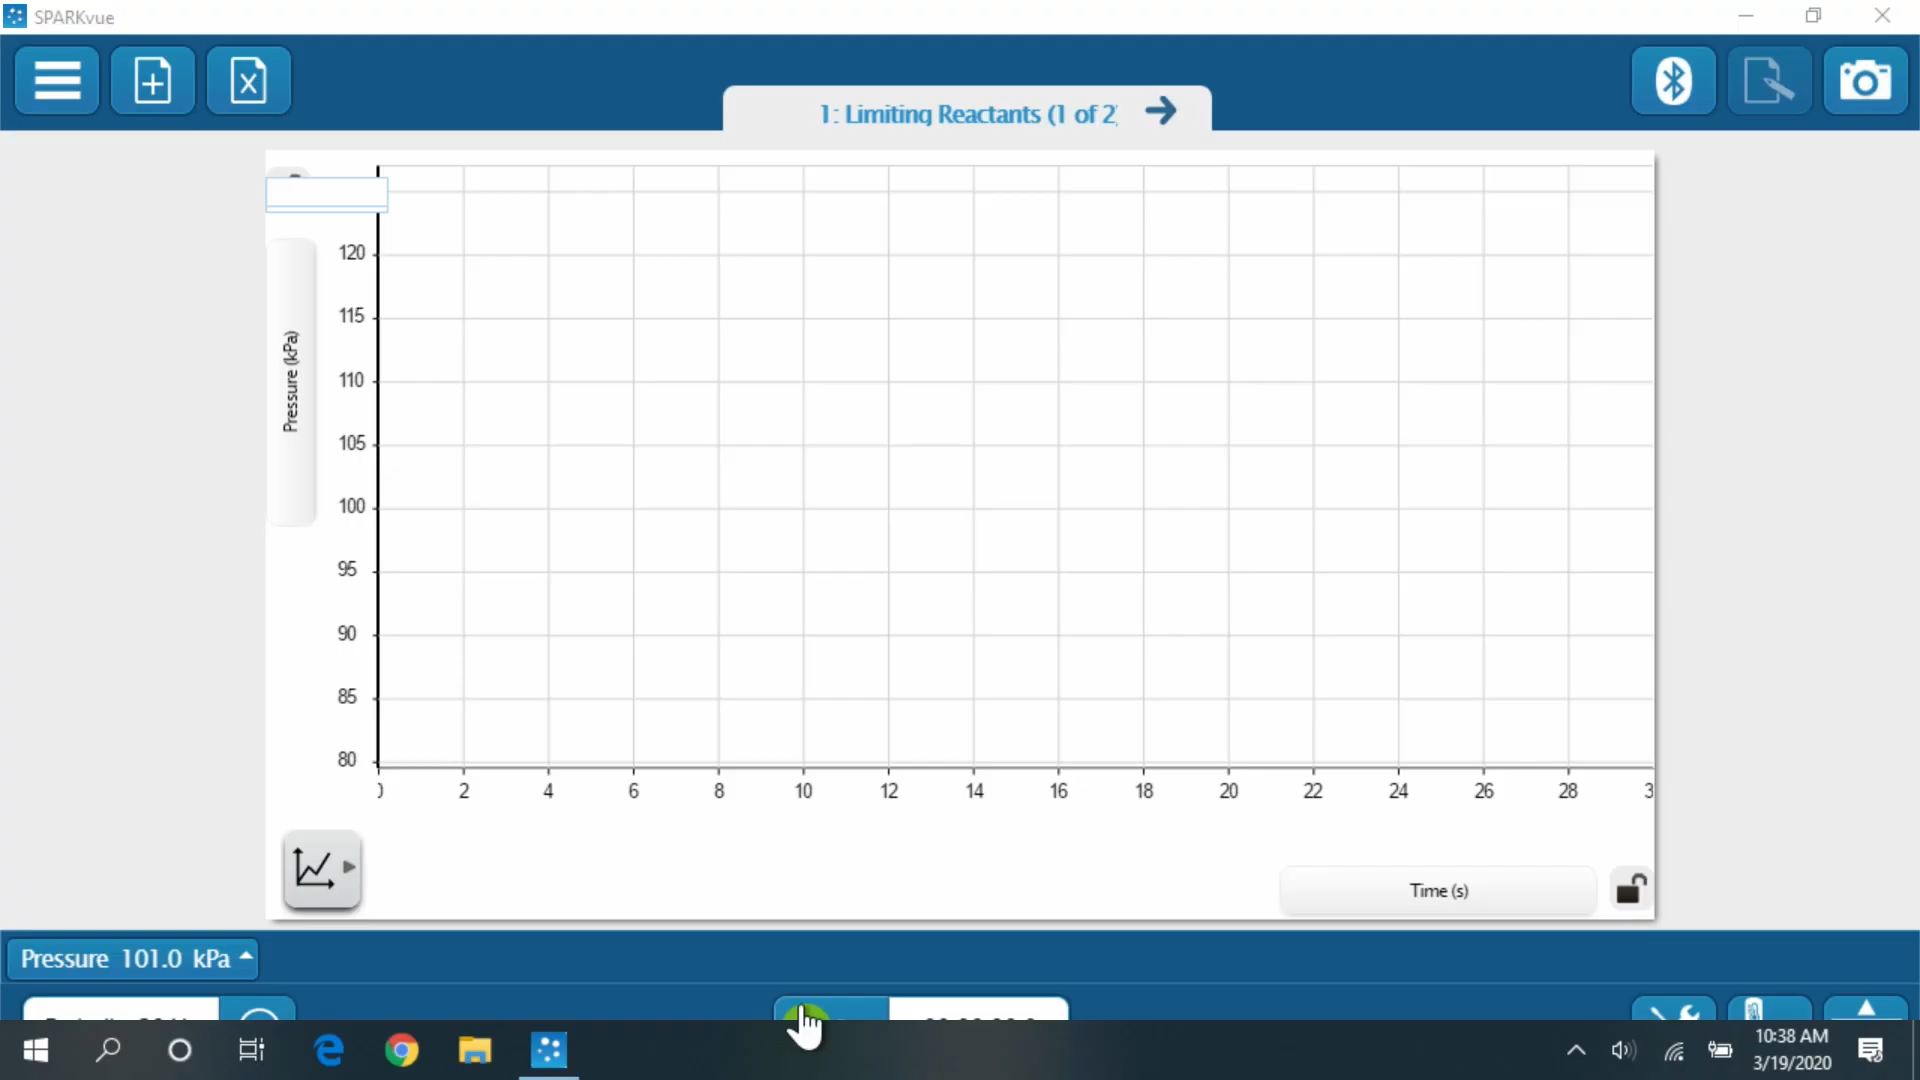 SPARKvue
1: Limiting Reactants (1 of 2
120
115
110
105
100
95
90
85
80
Pressure (kPa)
0 2 4 6 8 10 12 14 16 18 20 22 24 26 28 3
Time (s)
Pressure 101.0 kPa
10:38 AM
3/19/2020